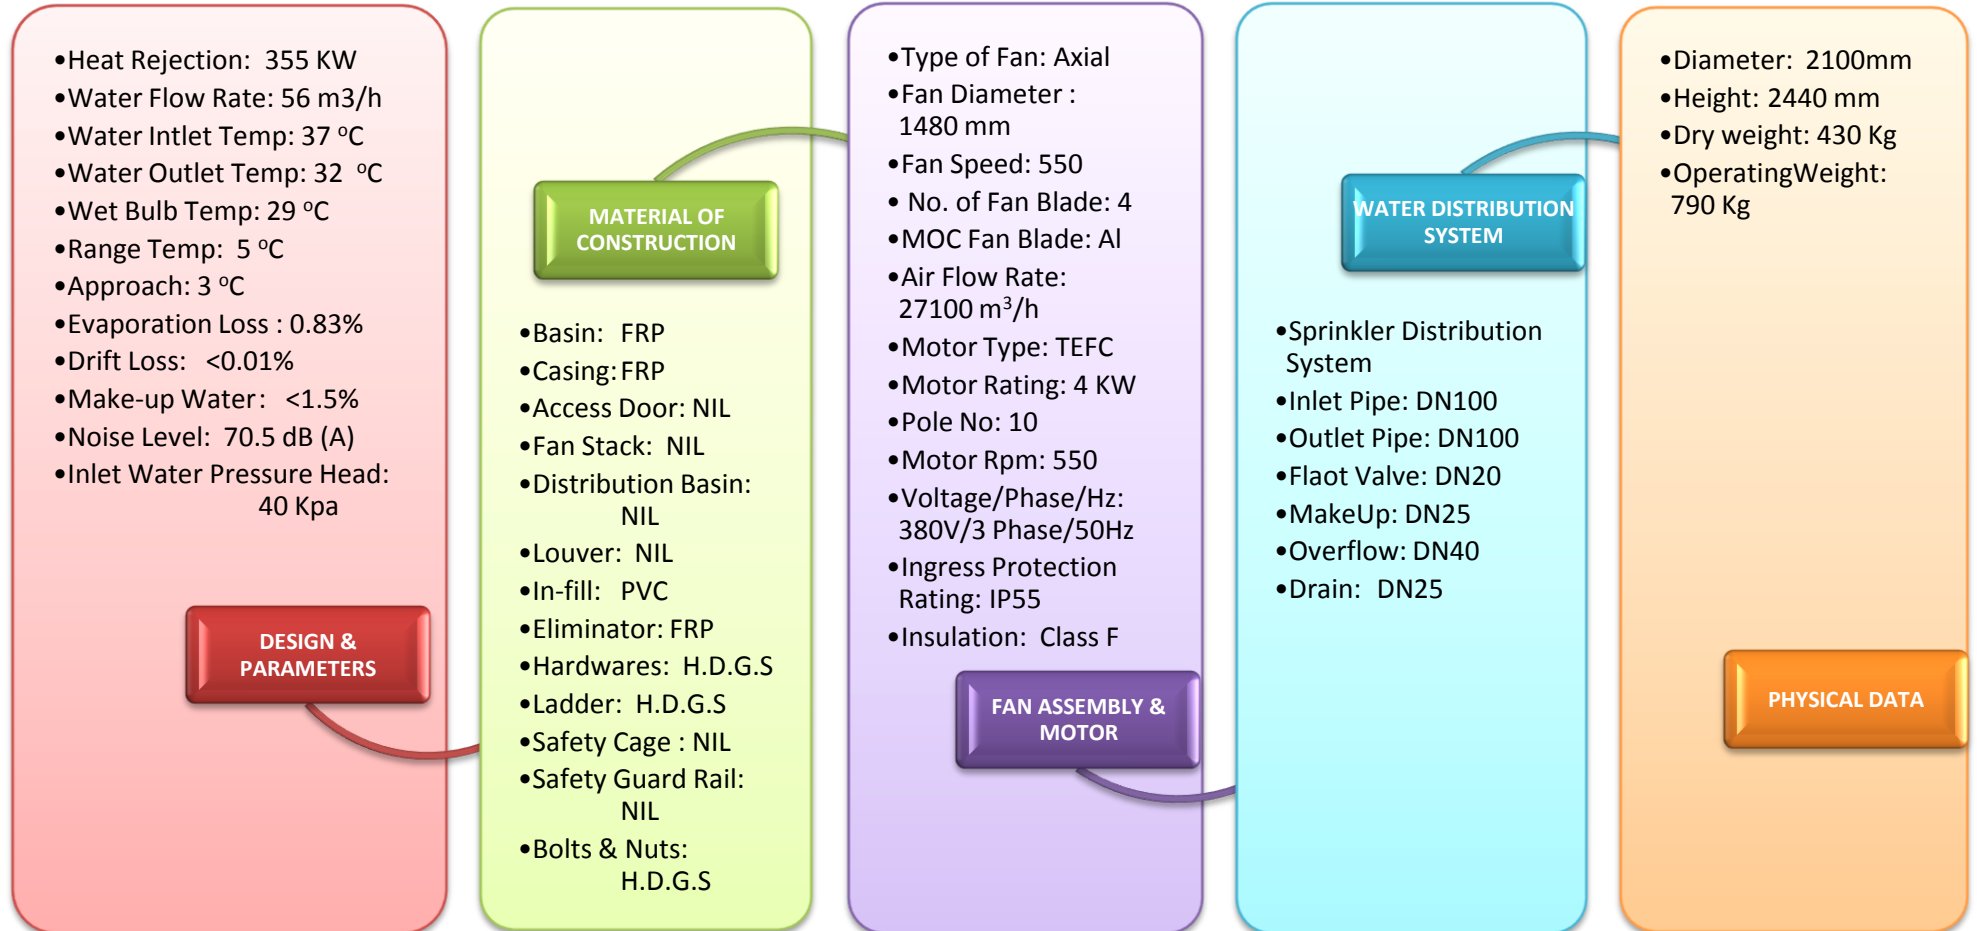 •Heat Rejection: 355 KW
•Water Flow Rate: 56 m3/h
•Water Intlet Temp: 37 °C
•Water Outlet Temp: 32 °C
•Wet Bulb Temp: 29 °C
•Range Temp: 5 °C
•Approach: 3 °C
•Evaporation Loss : 0.83%
•Drift Loss: <0.01%
•Make-up Water: <1.5%
•Noise Level: 70.5 dB (A)
•Inlet Water Pressure Head:
40 Kpa
DESIGN &
PARAMETERS
MATERIAL OF
CONSTRUCTION
•Basin: FRP
•Casing: FRP
•Access Door: NIL
•Fan Stack: NIL
•Distribution Basin:
NIL
•Louver: NIL
•In-fill: PVC
•Eliminator: FRP
•Hardwares: H.D.G.S
•Ladder: H.D.G.S
•Safety Cage : NIL
•Safety Guard Rail:
NIL
•Bolts & Nuts:
H.D.G.S
•Type of Fan: Axial
•Fan Diameter :
1480 mm
•Fan Speed: 550
• No. of Fan Blade: 4
•MOC Fan Blade: Al
•Air Flow Rate:
27100 m³/h
•Motor Type: TEFC
•Motor Rating: 4 KW
•Pole No: 10
•Motor Rpm: 550
•Voltage/Phase/Hz:
380V/3 Phase/50Hz
•Ingress Protection
Rating: IP55
•Insulation: Class F
FAN ASSEMBLY &
MOTOR
WATER DISTRIBUTION
SYSTEM
•Sprinkler Distribution
System
•Inlet Pipe: DN100
•Outlet Pipe: DN100
•Flaot Valve: DN20
•MakeUp: DN25
•Overflow: DN40
•Drain: DN25
•Diameter: 2100mm
•Height: 2440 mm
•Dry weight: 430 Kg
•OperatingWeight:
790 Kg
PHYSICAL DATA